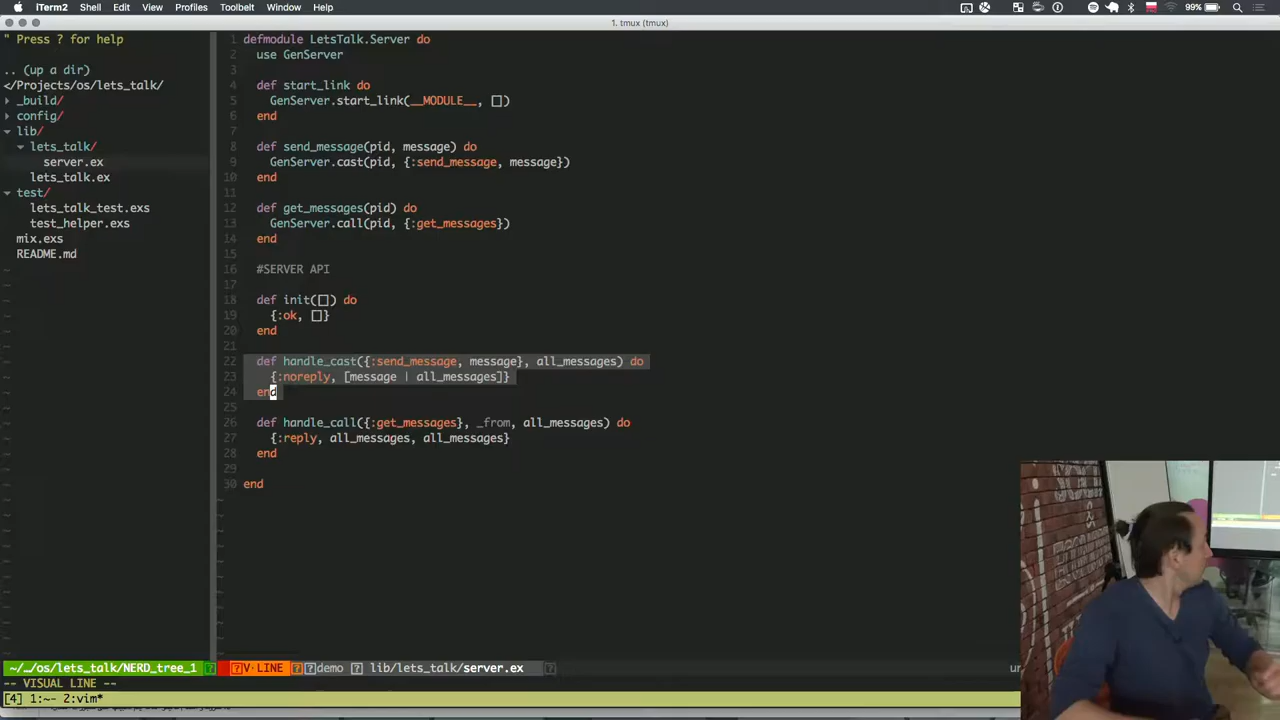 iTerm2 Shell Edit View Profiles Toolbelt Window Help 99%
1. tmux (tmux)
" Press ? for help
.. (up a dir)
</Projects/os/lets_talk/
_build/
config/
lib/
lets_talk/
server.ex
lets_talk.ex
test/
lets_talk_test.exs
test_helper.exs
mix.exs
README.md
1 defmodule LetsTalk.Server do
2 use GenServer
3
4 def start_link do
5 GenServer.start_link(__MODULE__, [])
6 end
7
8 def send_message(pid, message) do
9 GenServer.cast(pid, {:send_message, message})
10 end
11
12 def get_messages(pid) do
13 GenServer.call(pid, {:get_messages})
14 end
15
16 #SERVER API
17
18 def init([]) do
19 {:ok, []}
20 end
21
22 def handle_cast({:send_message, message}, all_messages) do
23 {:noreply, [message | all_messages]}
24 end
25
26 def handle_call({:get_messages}, _from, all_messages) do
27 {:reply, all_messages, all_messages}
28 end
29
30 end
~/../os/lets_talk/NERD_tree_1 V-LINE demo lib/lets_talk/server.ex
-- VISUAL LINE --
[4] 1:~- 2:vim*